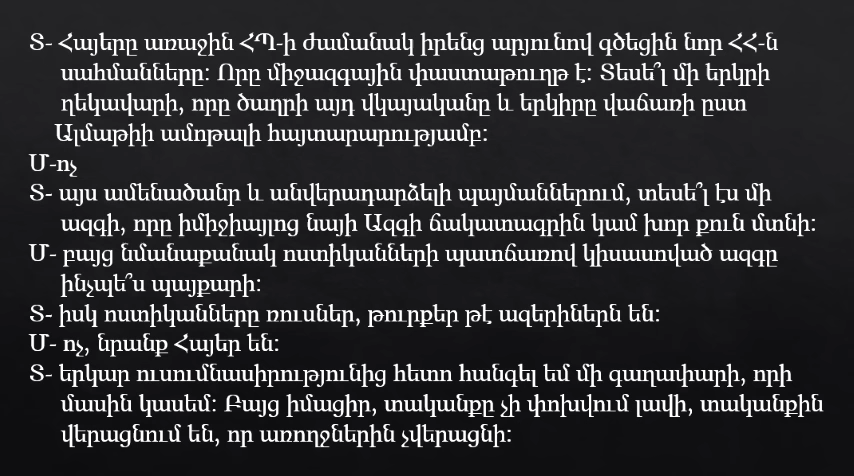 Տ- Հայերը առաջին ՀՊ-ի ժամանակ իրենց արյունով գծեցին նոր ՀՀ-ն
սահմանները: Որը միջազգային փաստաթուղթ է: Տեսե՞լ մի երկրի
ղեկավարի, որը ծաղրի այդ վկայականը և երկիրը վաճառի ըստ
Ալմաթիի ամոթալի հայտարարությամբ:
Մ-ոչ
Տ- այս ամենածանր և անվերադարձելի պայմաններում, տեսե՞լ էս մի
ազգի, որը իմիջիայլոց նայի Ազգի ճակատագրին կամ խոր քուն մտնի:
Մ- բայց նմանաքանակ ոստիկանների պատճառով կիսասոված ազգը
ինչպե՞ս պայքարի:
Տ- իսկ ոստիկանները ռուսներ, թուրքեր թէ ազերիներն են:
Մ- ոչ, նրանք Հայեր են:
Տ- երկար ուսումնասիրությունից հետո հանգել եմ մի գաղափարի, որի
մասին կասեմ: Բայց իմացիր, տականքը չի փոխվում լավի, տականքին
վերացնում են, որ առողջներին չվերացնի: